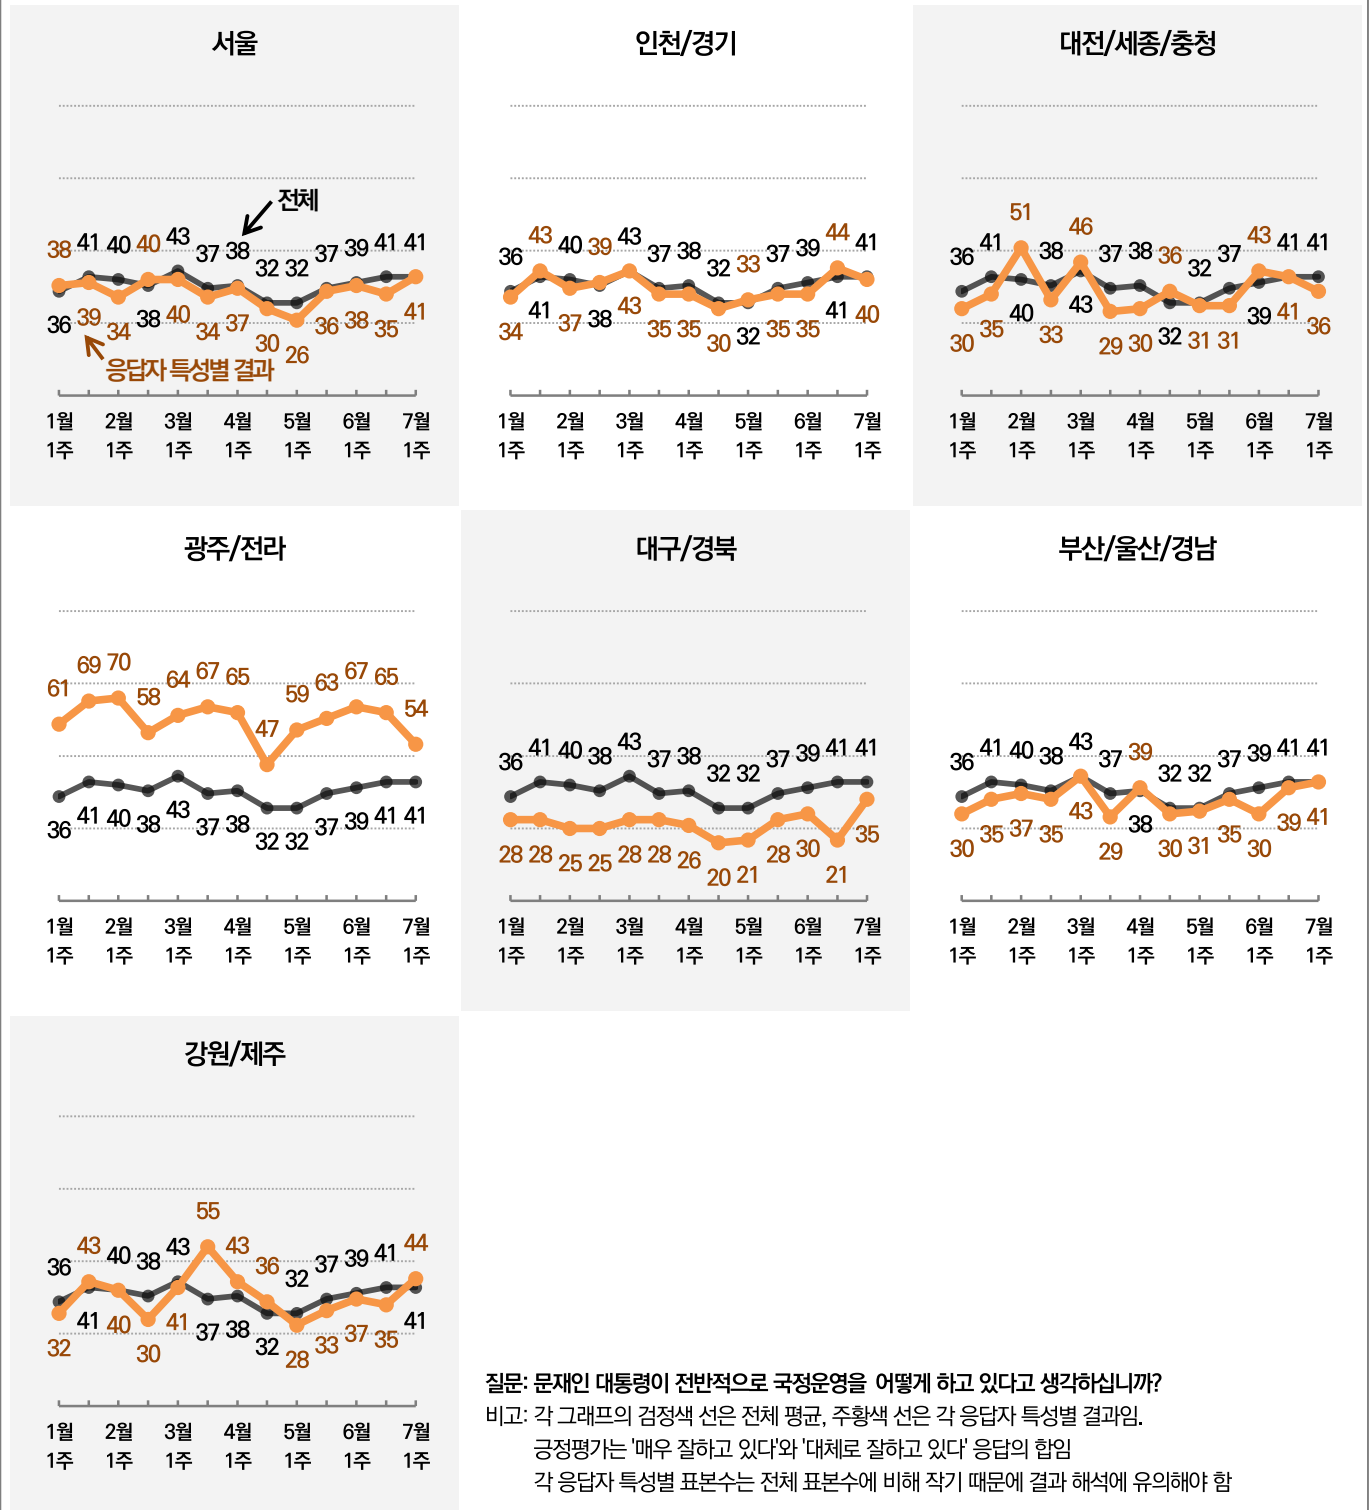 서울
전체
38 41 40 40 43 37 38 32 32 37 39 41 41
36 39 34 38 40 34 37 30 26 36 38 35 41
응답자 특성별 결과
1월 2월 3월 4월 5월 6월 7월
1주 1주 1주 1주 1주 1주 1주
인천/경기
36 43 40 39 43 37 38 32 33 37 39 44 41
34 41 37 38 43 35 35 30 32 35 35 41 40
1월 2월 3월 4월 5월 6월 7월
1주 1주 1주 1주 1주 1주 1주
대전/세종/충청
36 41 51 38 46 37 38 36 32 37 43 41 41
30 35 40 33 43 29 30 32 31 31 39 41 36
1월 2월 3월 4월 5월 6월 7월
1주 1주 1주 1주 1주 1주 1주
광주/전라
61 69 70 58 64 67 65 47 59 63 67 65 54
36 41 40 38 43 37 38 32 32 37 39 41 41
1월 2월 3월 4월 5월 6월 7월
1주 1주 1주 1주 1주 1주 1주
대구/경북
36 41 40 38 43 37 38 32 32 37 39 41 41
28 28 25 25 28 28 26 20 21 28 30 21 35
1월 2월 3월 4월 5월 6월 7월
1주 1주 1주 1주 1주 1주 1주
부산/울산/경남
36 41 40 38 43 37 39 32 32 37 39 41 41
30 35 37 35 43 29 38 30 31 35 30 39 41
1월 2월 3월 4월 5월 6월 7월
1주 1주 1주 1주 1주 1주 1주
강원/제주
36 43 40 38 43 55 43 36 32 37 39 41 44
32 41 40 30 41 37 38 32 28 33 37 35 41
1월 2월 3월 4월 5월 6월 7월
1주 1주 1주 1주 1주 1주 1주
질문: 문재인 대통령이 전반적으로 국정운영을 어떻게 하고 있다고 생각하십니까?
비고: 각 그래프의 검정색 선은 전체 평균, 주황색 선은 각 응답자 특성별 결과임.
긍정평가는 '매우 잘하고 있다'와 '대체로 잘하고 있다' 응답의 합임
각 응답자 특성별 표본수는 전체 표본수에 비해 작기 때문에 결과 해석에 유의해야 함